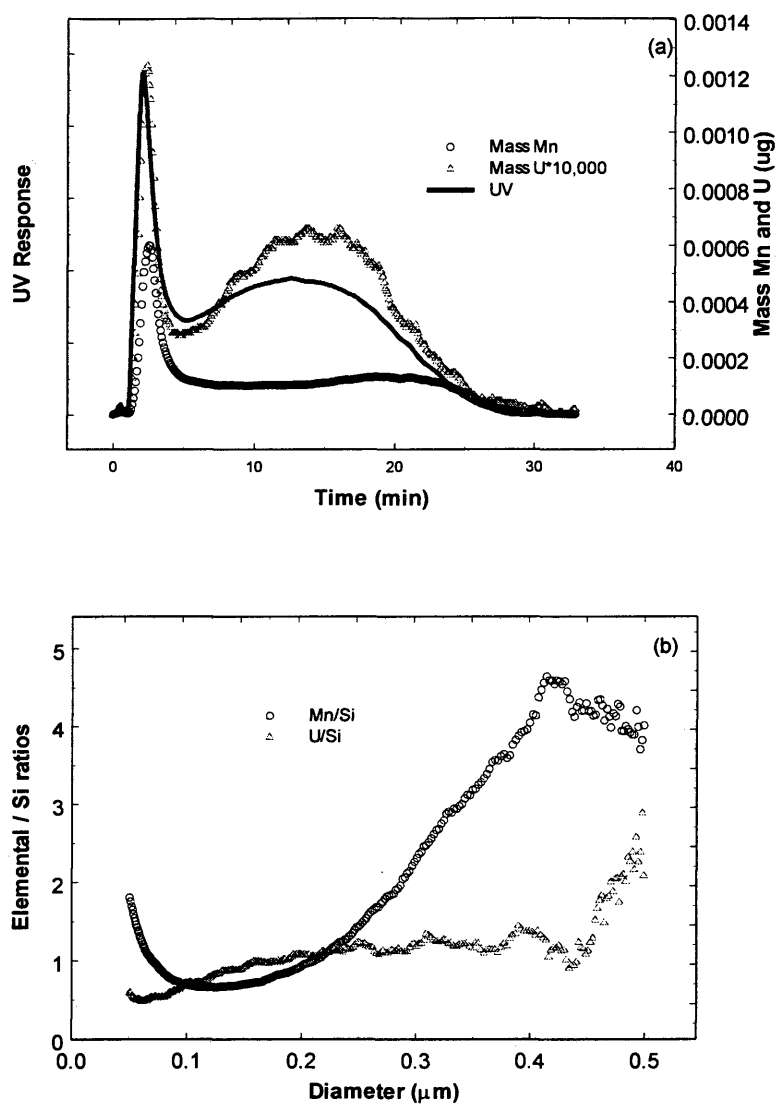 (a)
0.0014
0.0012
0.0010
0.0008
0.0006
0.0004
0.0002
0.0000
Mass Mn and U (ug)
UV Response
Mass Mn
Mass U*10,000
UV
0 10 20 30 40
Time (min)
(b)
5
4
3
2
1
0
Elemental / Si ratios
Mn/Si
U/Si
0.0 0.1 0.2 0.3 0.4 0.5
Diameter (μm)